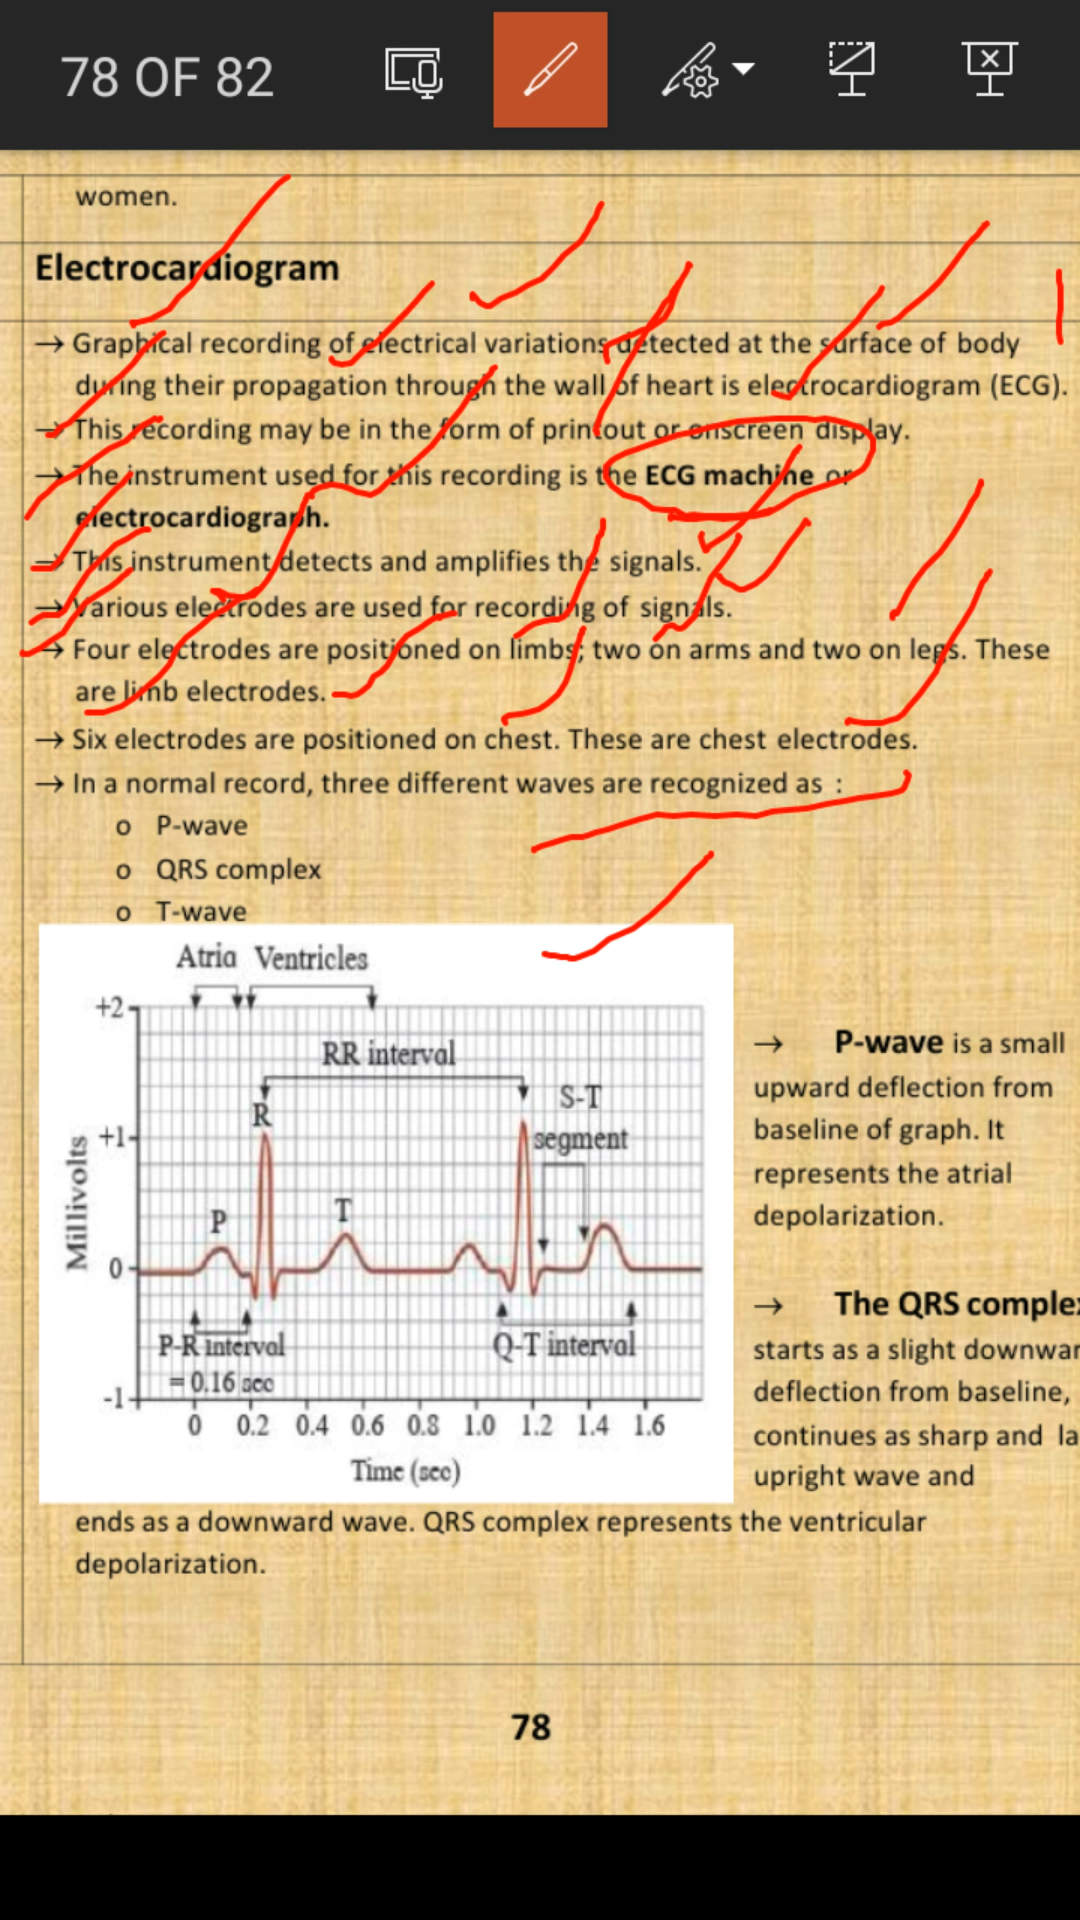 78 OF 82
women.
Electrocardiogram
→ Graphical recording of electrical variations detected at the surface of body
during their propagation through the wall of heart is electrocardiogram (ECG).
→ This recording may be in the form of printout or onscreen display.
→ The instrument used for this recording is the ECG machine or
electrocardiograph.
→ This instrument detects and amplifies the signals.
→ Various electrodes are used for recording of signals.
→ Four electrodes are positioned on limbs; two on arms and two on legs. These
are limb electrodes.
→ Six electrodes are positioned on chest. These are chest electrodes.
→ In a normal record, three different waves are recognized as :
o P-wave
o QRS complex
o T-wave
Atria Ventricles
+2
RR interval
S-T
segment
R
+1
Millivolts
P
T
0
P-R interval
= 0.16 sec
Q-T interval
-1
0 0.2 0.4 0.6 0.8 1.0 1.2 1.4 1.6
Time (sec)
→ P-wave is a small
upward deflection from
baseline of graph. It
represents the atrial
depolarization.
→ The QRS comple
starts as a slight downwar
deflection from baseline,
continues as sharp and la
upright wave and
ends as a downward wave. QRS complex represents the ventricular
depolarization.
78